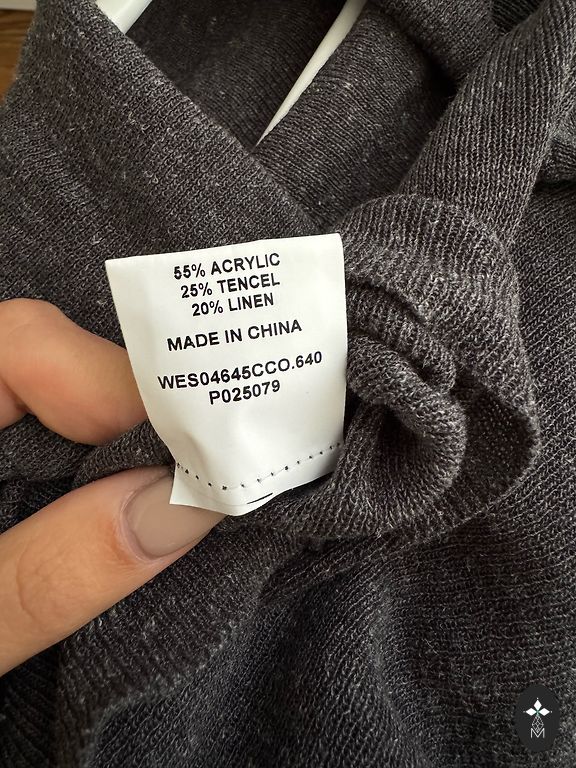 55% ACRYLIC
25% TENCEL
20% LINEN
MADE IN CHINA
WES04645CCO.640
P025079
M